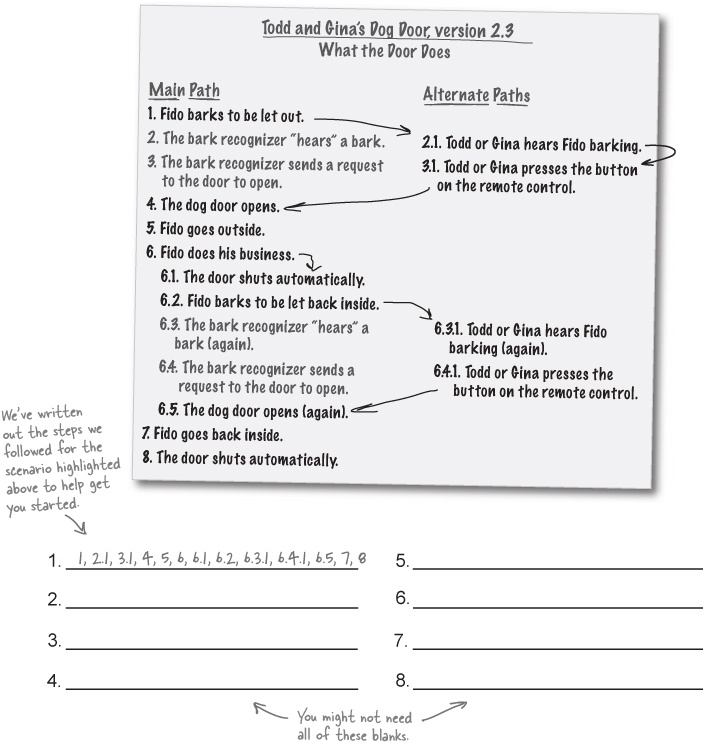 Todd and Gina's Dog Door, version 2.3
What the Door Does
Main Path
1. Fido barks to be let out.
2. The bark recognizer "hears" a bark.
3. The bark recognizer sends a request
to the door to open.
4. The dog door opens.
5. Fido goes outside.
6. Fido does his business.
6.1. The door shuts automatically.
6.2. Fido barks to be let back inside.
6.3. The bark recognizer "hears" a
bark (again).
6.4. The bark recognizer sends a
request to the door to open.
6.5. The dog door opens (again).
7. Fido goes back inside.
8. The door shuts automatically.
Alternate Paths
2.1. Todd or Gina hears Fido barking.
3.1. Todd or Gina presses the button
on the remote control.
6.3.1. Todd or Gina hears Fido
barking (again).
6.4.1. Todd or Gina presses the
button on the remote control.
We've written
out the steps we
followed for the
scenario highlighted
above to help get
you started.
1. 1, 2.1, 3.1, 4, 5, 6, 6.1, 6.2, 6.3.1, 6.4.1, 6.5, 7, 8
2.
3.
4.
5.
6.
7.
8.
You might not need
all of these blanks.